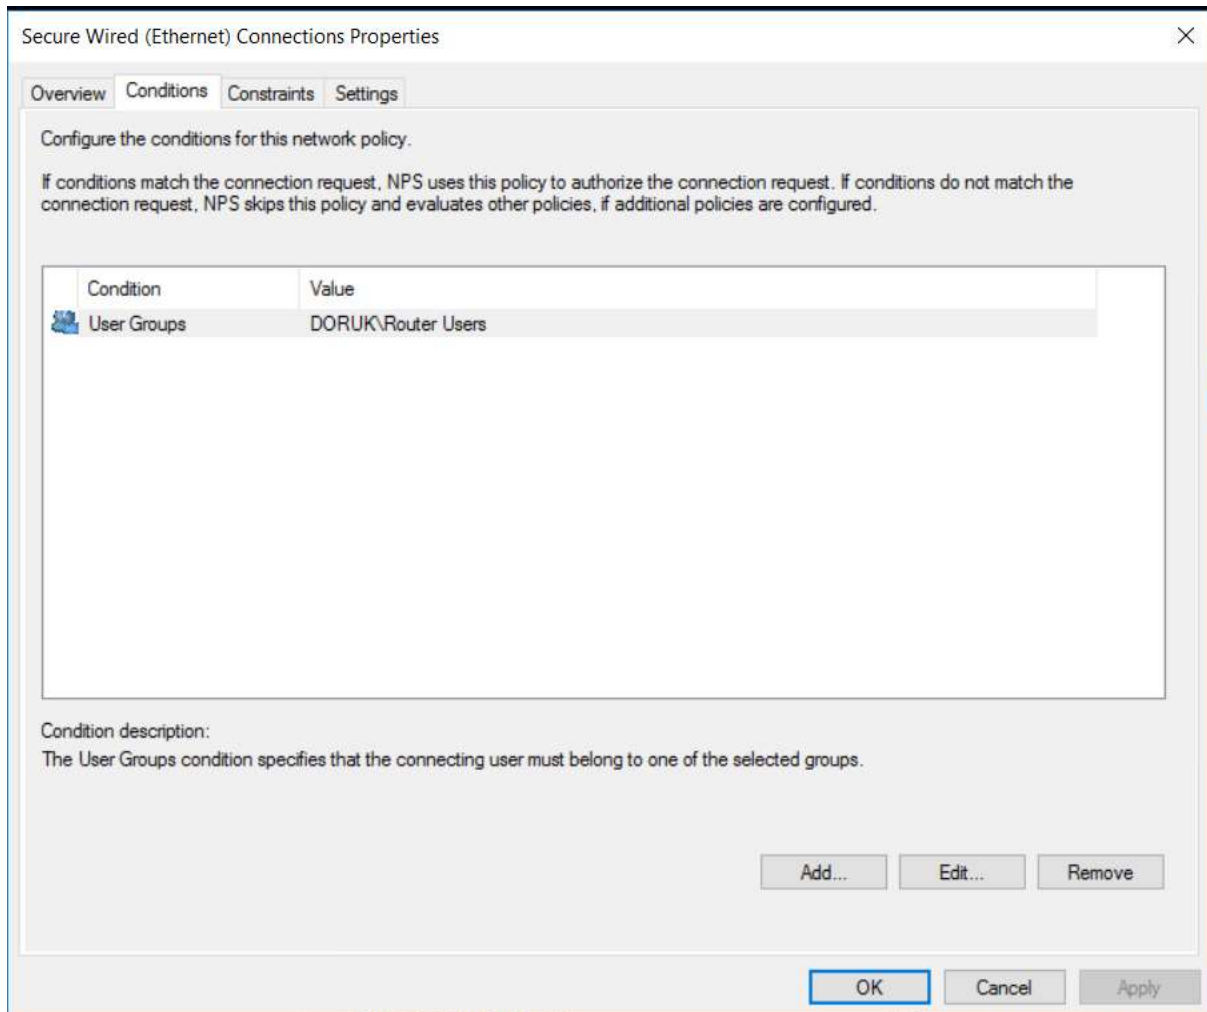 Secure Wired (Ethernet) Connections Properties
Overview Conditions Constraints Settings
Configure the conditions for this network policy.
If conditions match the connection request, NPS uses this policy to authorize the connection request. If conditions do not match the
connection request, NPS skips this policy and evaluates other policies, if additional policies are configured.
Condition Value
User Groups DORUK\Router Users
Condition description:
The User Groups condition specifies that the connecting user must belong to one of the selected groups.
Add... Edit... Remove
OK Cancel Apply